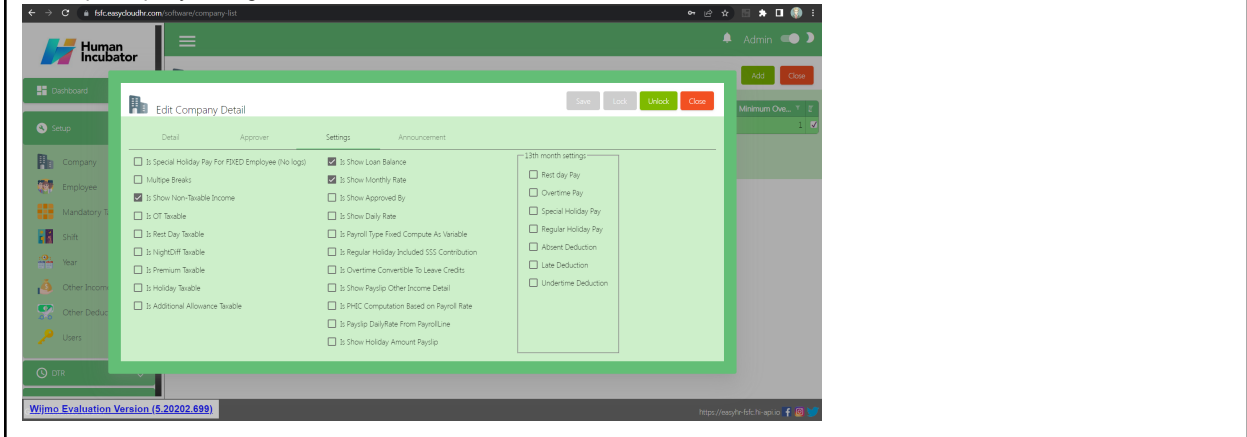 fsfc.easycloudhr.com/software/company-list
Human
Incubator
Admin
Dashboard
Add
Close
Edit Company Detail
Save
Lock
Unlock
Close
Minimum Ove...
1
Setup
Detail
Approver
Settings
Announcement
Company
Employee
Mandatory T
Shift
Year
Other Incom
Other Deduc
Users
DTR
Is Special Holiday Pay For FIXED Employee (No logs)
Multipe Breaks
Is Show Non-Taxable Income
Is OT Taxable
Is Rest Day Taxable
Is NightDiff Taxable
Is Premium Taxable
Is Holiday Taxable
Is Additional Allowance Taxable
Is Show Loan Balance
Is Show Monthly Rate
Is Show Approved By
Is Show Daily Rate
Is Payroll Type Fixed Compute As Variable
Is Regular Holiday Included SSS Contribution
Is Overtime Convertible To Leave Credits
Is Show Payslip Other Income Detail
Is PHIC Computation Based on Payroll Rate
Is Payslip DailyRate From PayrollLine
Is Show Holiday Amount Payslip
13th month settings
Rest day Pay
Overtime Pay
Special Holiday Pay
Regular Holiday Pay
Absent Deduction
Late Deduction
Undertime Deduction
Wijmo Evaluation Version (5.20202.699)